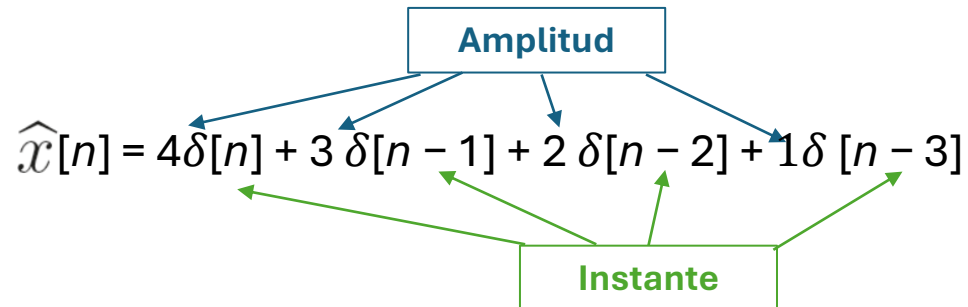 Amplitud
x̂[n] = 4δ[n] + 3 δ[n − 1] + 2 δ[n − 2] + 1δ [n − 3]
Instante